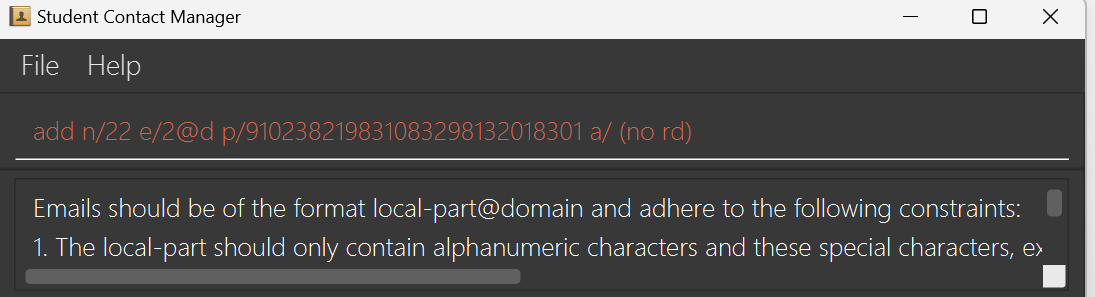 Student Contact Manager
File Help
add n/22 e/2@d p/910238219831083298132018301 a/ (no rd)
Emails should be of the format local-part@domain and adhere to the following constraints:
1. The local-part should only contain alphanumeric characters and these special characters, ex